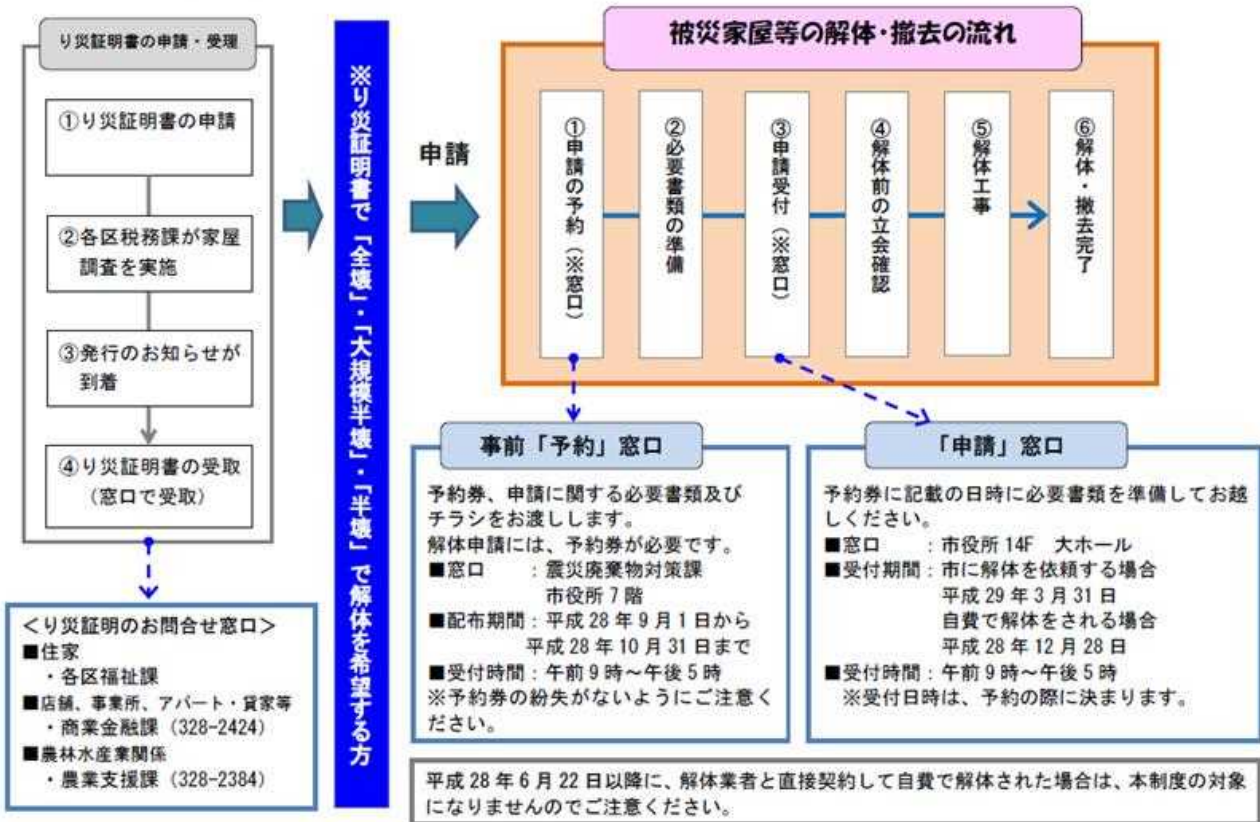 り災証明書の申請・受理
①り災証明書の申請
②各区税務課が家屋
調査を実施
③発行のお知らせが
到着
④り災証明書の受取
(窓口で受取)
<り災証明のお問合せ窓口>
■住家
・各区福祉課
■店舗、事業所、アパート・貸家等
・商業金融課(328-2424)
■農林水産業関係
・農業支援課(328-2384)
※り災証明書で「全壊」・「大規模半壊」・「半壊」で解体を希望する方
申請
被災家屋等の解体・撤去の流れ
①申請の予約(※窓口)
②必要書類の準備
③申請受付(※窓口)
④解体前の立会確認
⑤解体工事
⑥解体・撤去完了
事前「予約」窓口
予約券、申請に関する必要書類及び
チラシをお渡しします。
解体申請には、予約券が必要です。
■窓口 :震災廃棄物対策課
市役所7階
■配布期間:平成28年9月1日から
平成28年10月31日まで
■受付時間:午前9時~午後5時
※予約券の紛失がないようにご注意く
ださい。
「申請」窓口
予約券に記載の日時に必要書類を準備してお越
しください。
■窓口 :市役所14F 大ホール
■受付期間:市に解体を依頼する場合
平成29年3月31日
自費で解体をされる場合
平成28年12月28日
■受付時間:午前9時~午後5時
※受付日時は、予約の際に決まります。
平成28年6月22日以降に、解体業者と直接契約して自費で解体された場合は、本制度の対象
になりませんのでご注意ください。